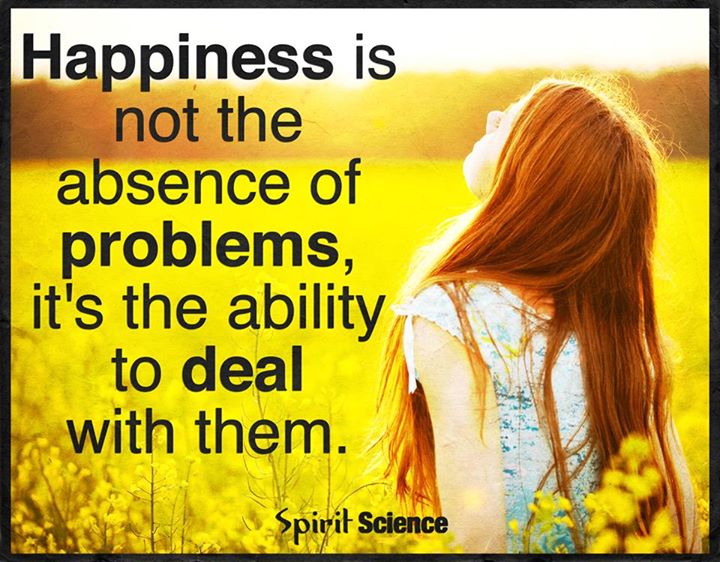 Happiness is
not the
absence of
problems,
it's the ability
to deal
with them.
Spirit Science